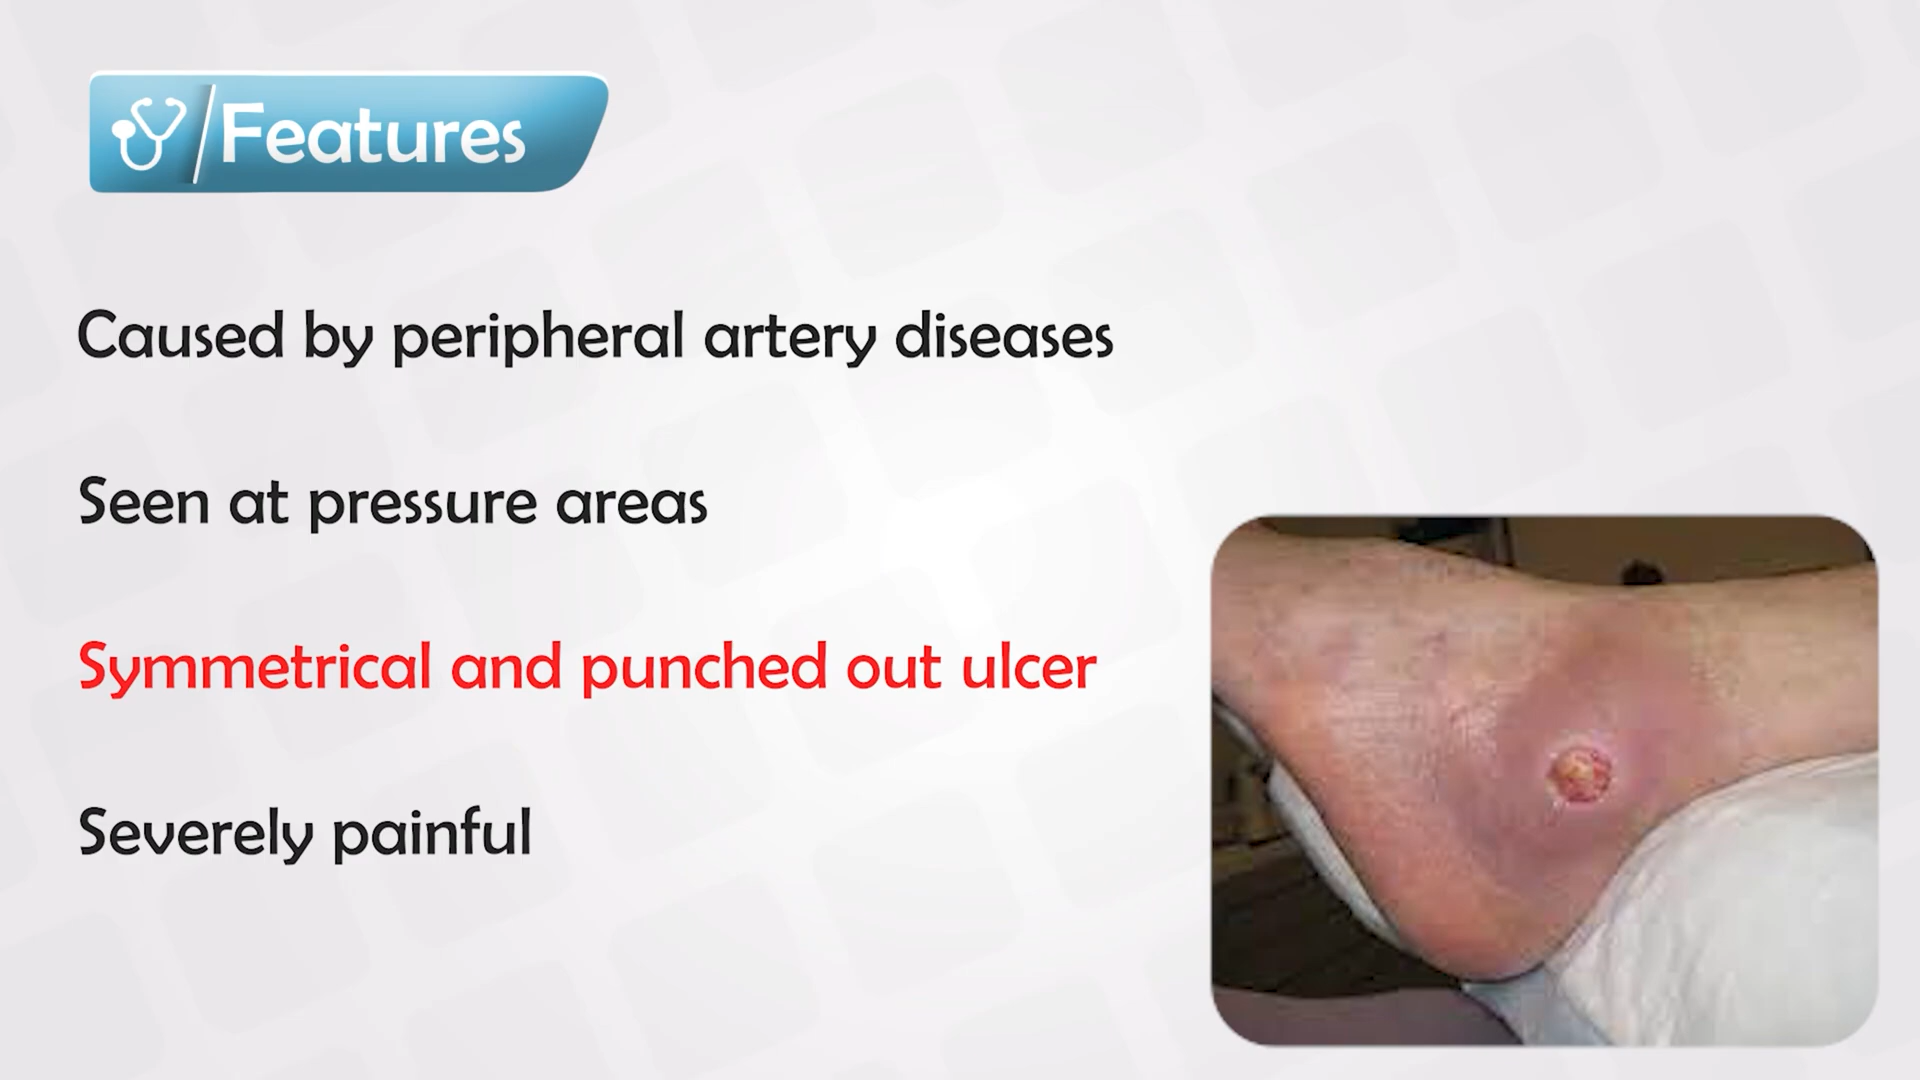 Features
Caused by peripheral artery diseases
Seen at pressure areas
Symmetrical and punched out ulcer
Severely painful